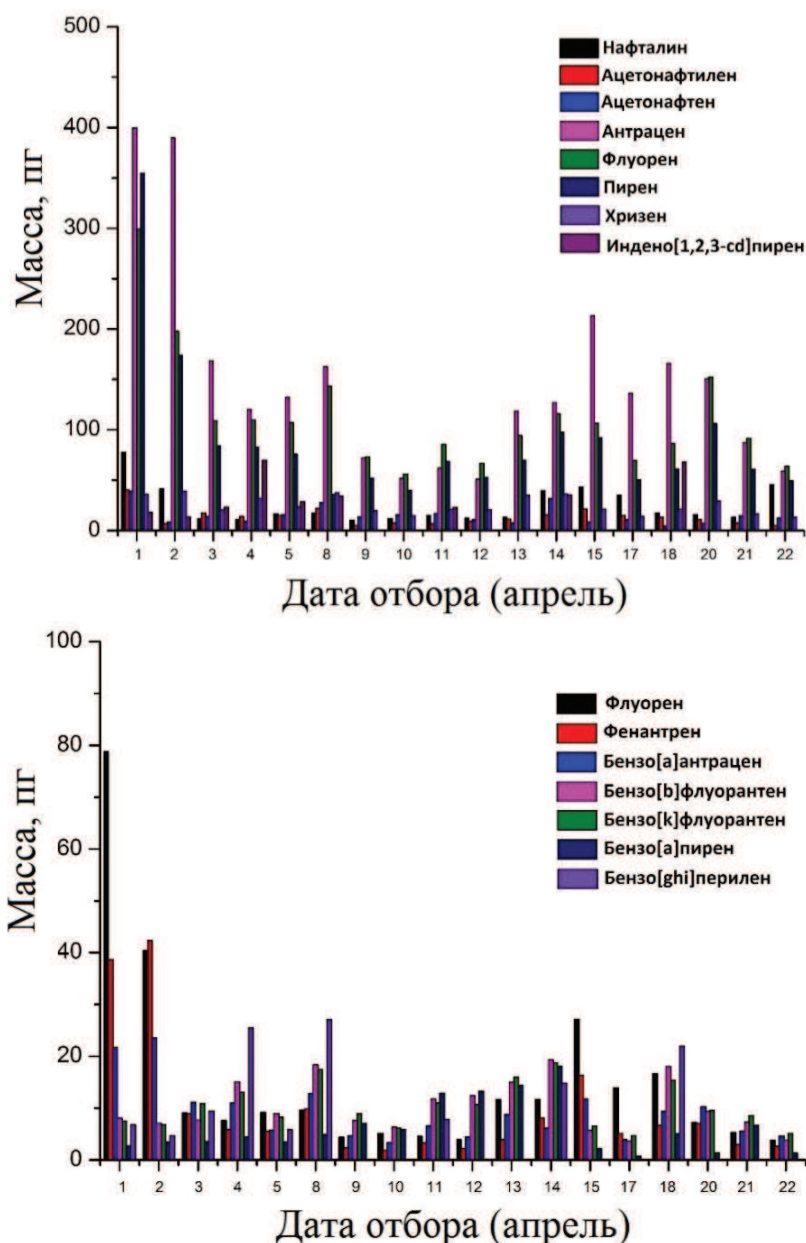 500
400
300
200
100
0
Масса, пг
Нафталин
Ацетонафтилен
Ацетонафтен
Антрацен
Флуорен
Пирен
Хризен
Индено[1,2,3-cd]пирен
1 2 3 4 5 8 9 10 11 12 13 14 15 17 18 20 21 22
Дата отбора (апрель)
100
80
60
40
20
0
Масса, пг
Флуорен
Фенантрен
Бензо[a]антрацен
Бензо[b]флуорантен
Бензо[k]флуорантен
Бензо[a]пирен
Бензо[ghi]перилен
1 2 3 4 5 8 9 10 11 12 13 14 15 17 18 20 21 22
Дата отбора (апрель)